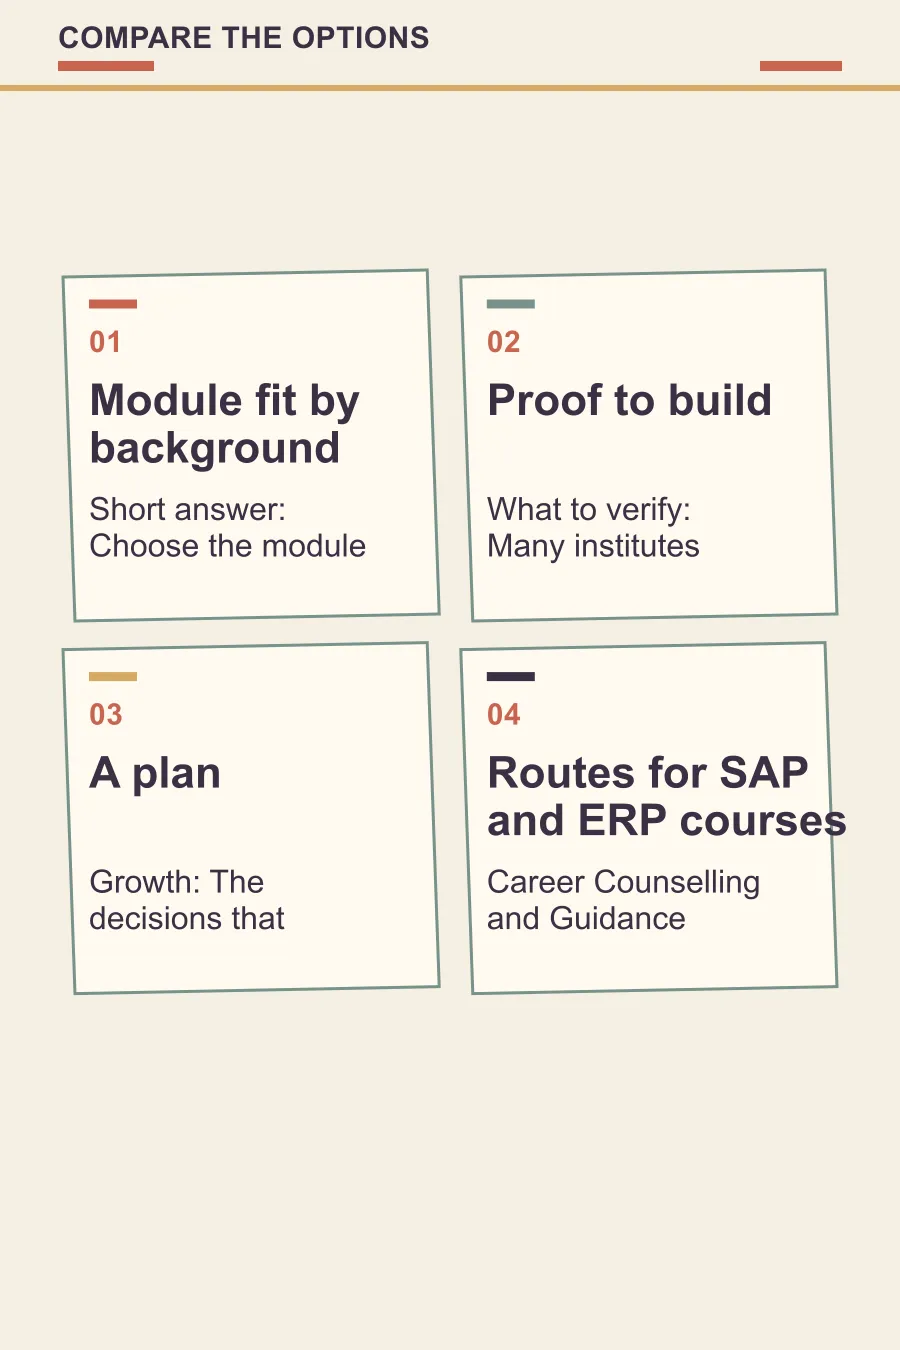 COMPARE THE OPTIONS
01
Module fit by
background
Short answer:
Choose the module
02
Proof to build
What to verify:
Many institutes
03
A plan
Growth: The
decisions that
04
Routes for SAP
and ERP courses
Career Counselling
and Guidance